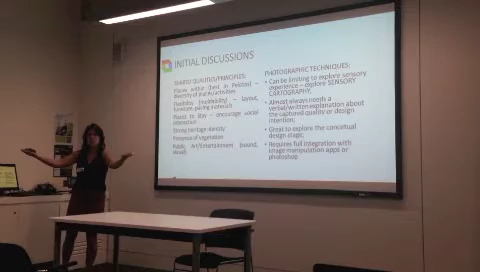 INITIAL DISCUSSIONS
SHARED QUALITIES/PRINCIPLES:
Places within (best in Pelotas) –
diversity of places/activities
Flexibility (mobility) – layout,
furniture, paving materials
Places to Stay – encourage social
interaction
Strong heritage identity
Presence of vegetation
Public Art/Entertainment (sound,
visual)
PHOTOGRAPHIC TECHNIQUES:
• Can be limiting to explore sensory
experience – explore SENSORY
CARTOGRAPHY.
• Almost always needs a
verbal/written explanation about
the captured quality or design
intention;
• Great to explore the conceptual
design stage;
• Requires full integration with
image manipulation apps or
photoshop.